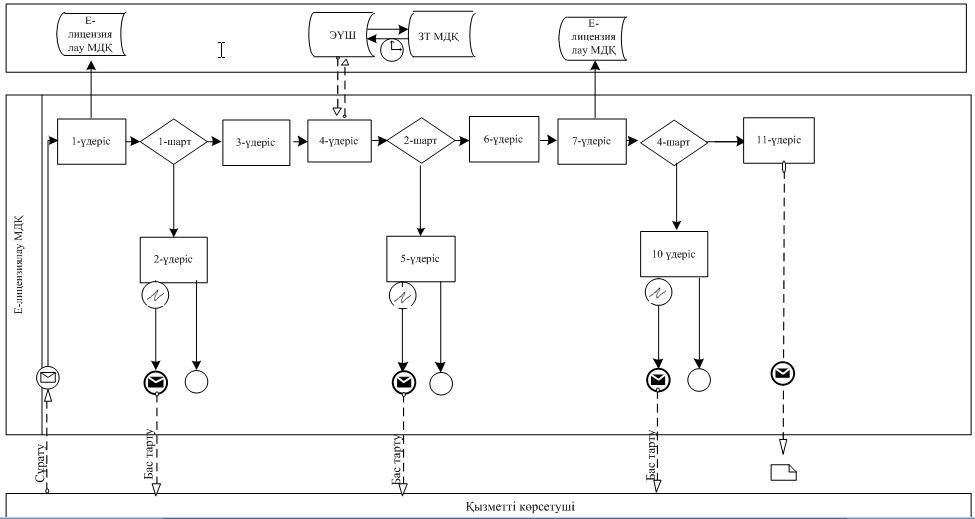 Е-
лицензия
лау МДҚ
ЭҮШ
ЗТ МДҚ
Е-
лицензия
лау МДҚ
1-үдеріс
1-шарт
3-үдеріс
4-үдеріс
2-шарт
6-үдеріс
7-үдеріс
4-шарт
11-үдеріс
2-үдеріс
5-үдеріс
10 үдеріс
Е-лицензиялау МДҚ
Сұрату
Бас тарту
Бас тарту
Бас тарту
Қызметті көрсетуші